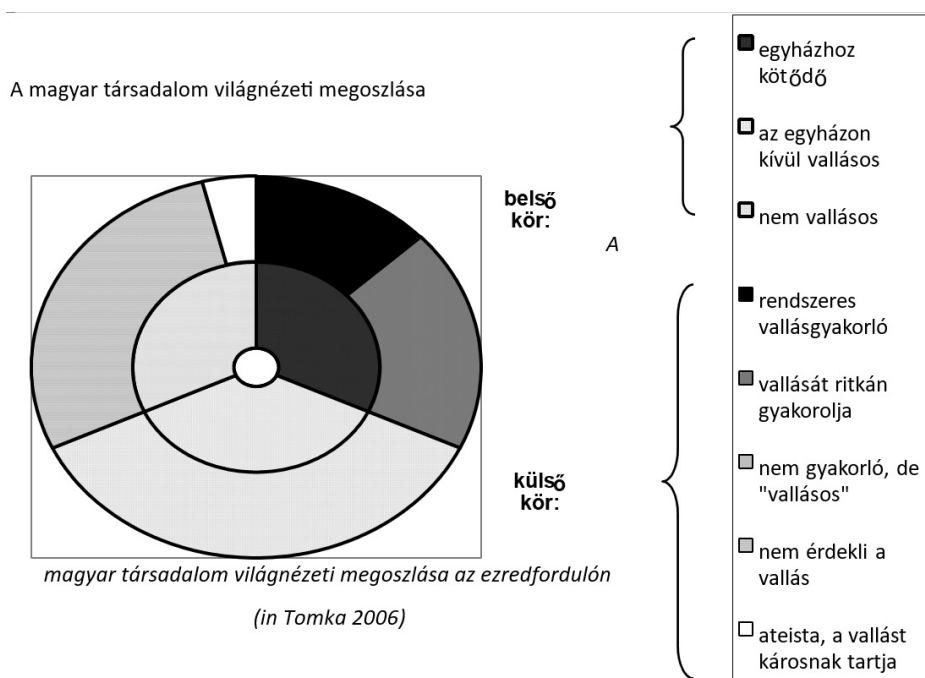 A magyar társadalom világnézeti megoszlása
belső
kör:
A
egyházhoz
kötődő
az egyházon
kívül vallásos
nem vallásos
külső
kör:
rendszeres
vallásgyakorló
vallását ritkán
gyakorolja
nem gyakorló, de
"vallásos"
nem érdekli a
vallás
ateista, a vallást
károsnak tartja
magyar társadalom világnézeti megoszlása az ezredfordulón
(in Tomka 2006)